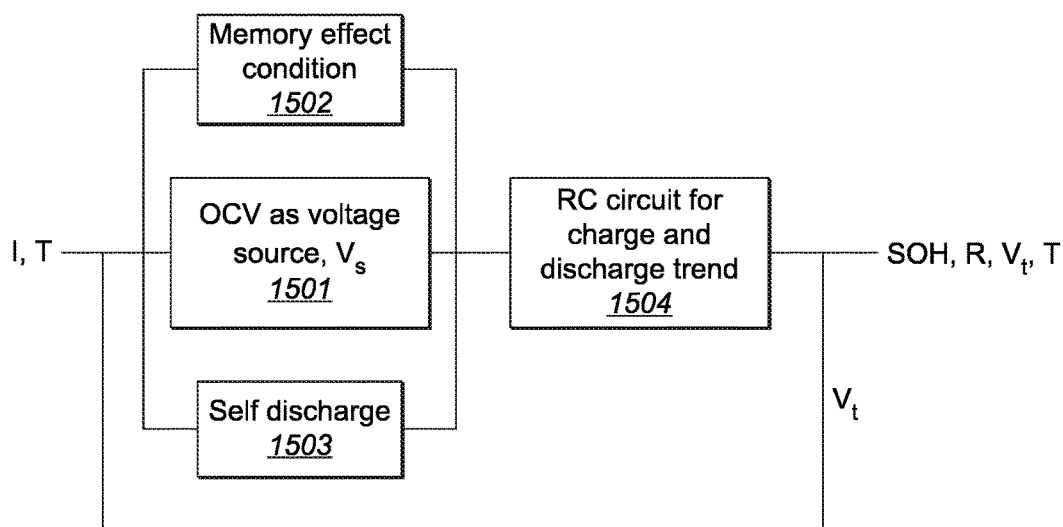 Memory effect
condition
1502
I, T
OCV as voltage
source, Vs
1501
RC circuit for
charge and
discharge trend
1504
SOH, R, Vt, T
Self discharge
1503
Vt